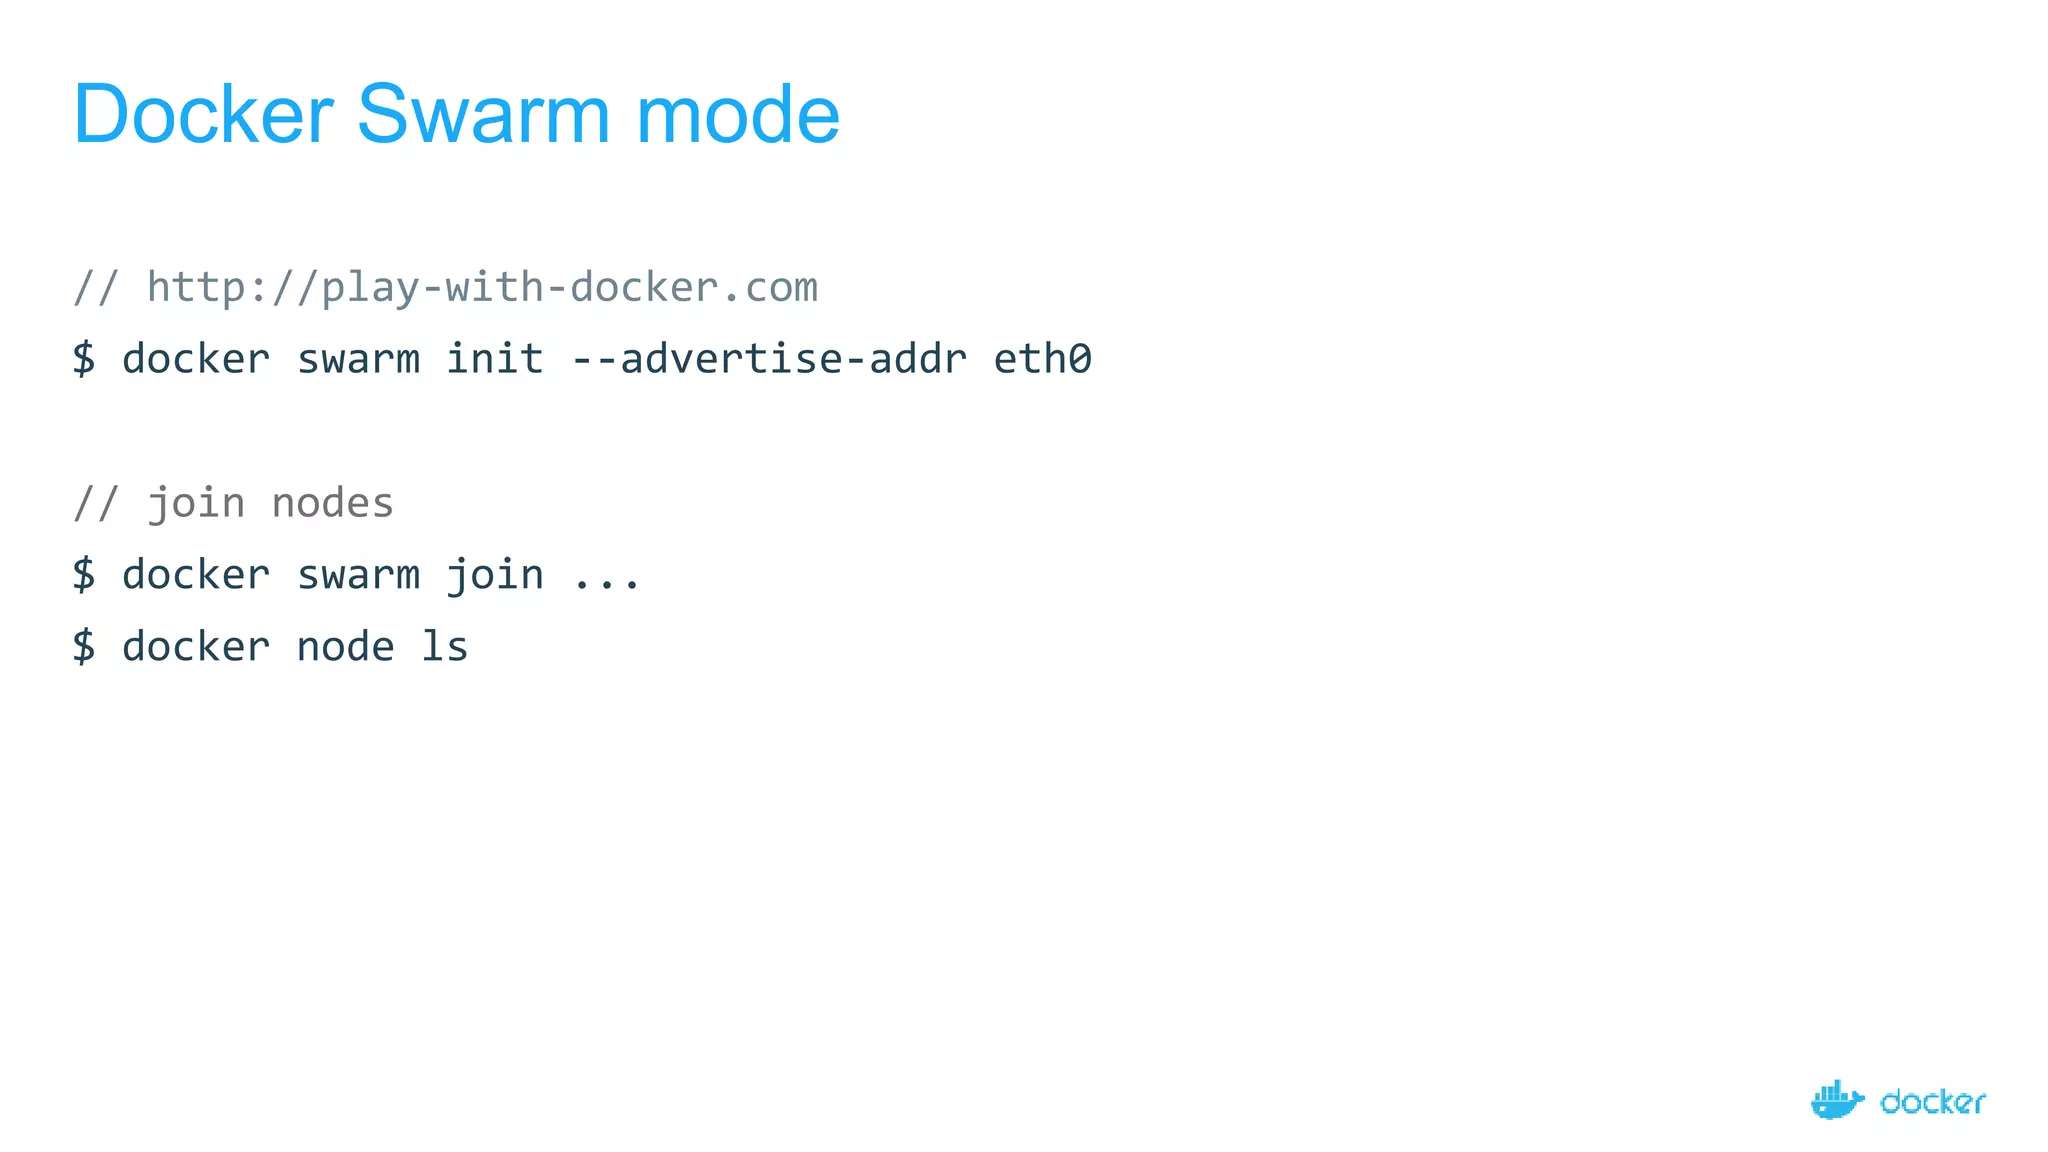 Docker Swarm mode
// http://play-with-docker.com
$ docker swarm init --advertise-addr eth0
// join nodes
$ docker swarm join ...
$ docker node ls
docker